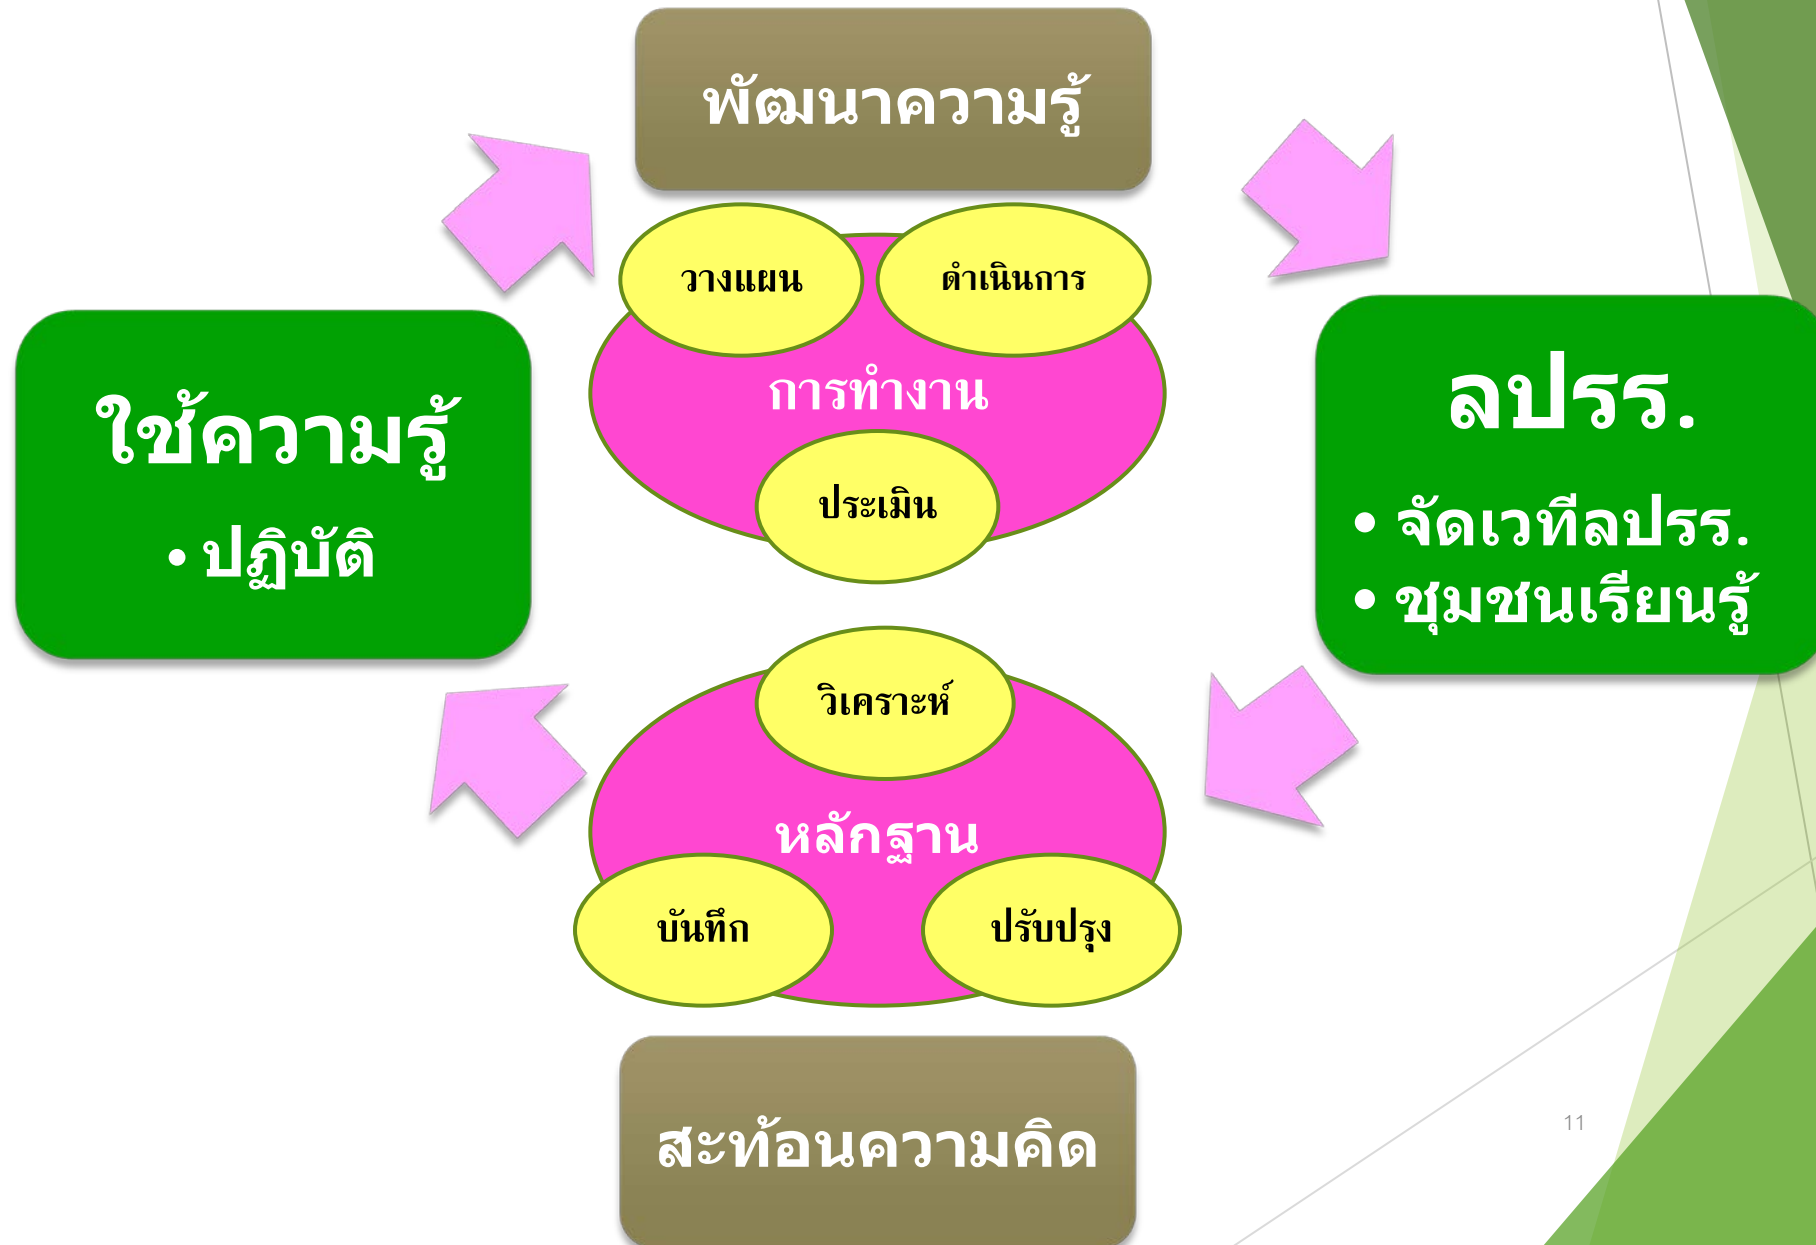 พัฒนาความรู้
วางแผน
ดำเนินการ
การทำงาน
ประเมิน
ใช้ความรู้
• ปฏิบัติ
ลปรร.
• จัดเวทีลปรร.
• ชุมชนเรียนรู้
วิเคราะห์
หลักฐาน
บันทึก
ปรับปรุง
สะท้อนความคิด
11